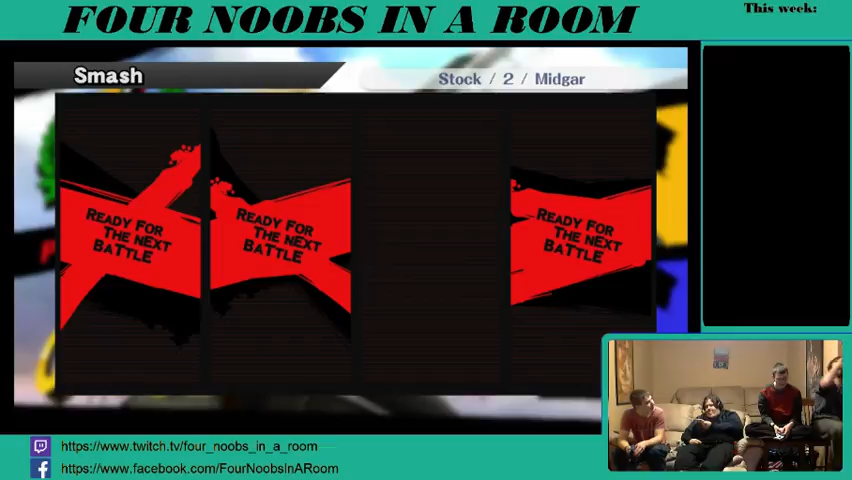 FOUR NOOBS IN A ROOM
This week:
Smash
Stock / 2 / Midgar
READY FOR
THE NEXT
BATTLE
READY FOR
THE NEXT
BATTLE
READY FOR
THE NEXT
BATTLE
https://www.twitch.tv/four_noobs_in_a_room
https://www.facebook.com/FourNoobsInARoom